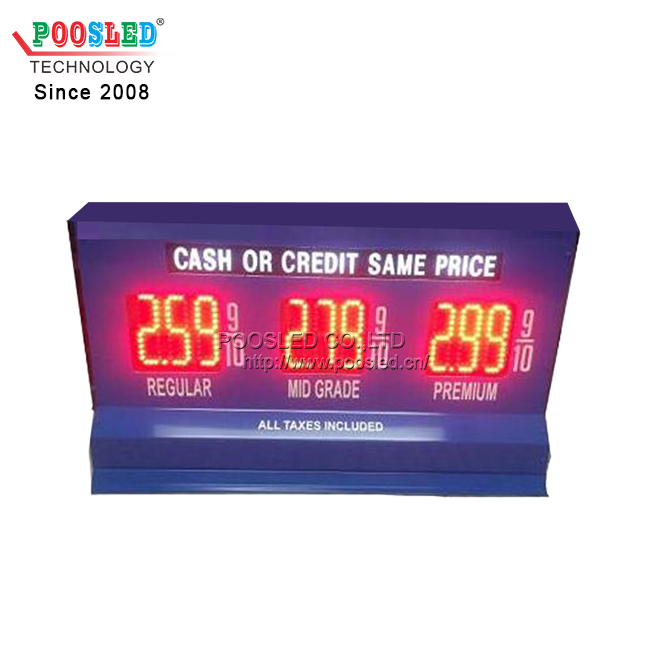 POOSLED®
TECHNOLOGY
Since 2008
CASH OR CREDIT SAME PRICE
2.59 9/10 2.79 9/10 2.99 9/10
POOSLED CO.,LTD
http://www.poosled.cn/
REGULAR MID GRADE PREMIUM
ALL TAXES INCLUDED